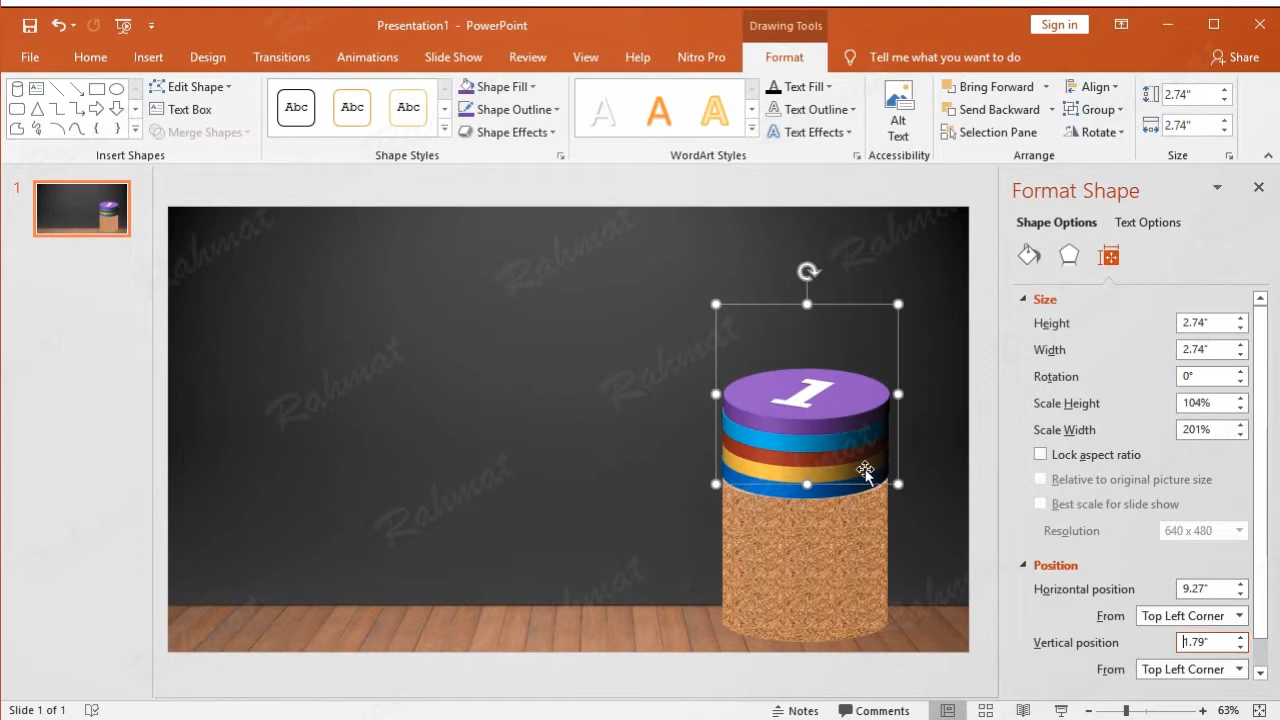 Presentation1 - PowerPoint
Drawing Tools
Sign in
File Home Insert Design Transitions Animations Slide Show Review View Help Nitro Pro Format Tell me what you want to do Share
Edit Shape
Text Box
Merge Shapes
Insert Shapes
Abc Abc Abc
Shape Fill
Shape Outline
Shape Effects
Shape Styles
A A A
Text Fill
Text Outline
Text Effects
WordArt Styles
Alt
Text
Accessibility
Bring Forward
Send Backward
Selection Pane
Align
Group
Rotate
Arrange
2.74"
2.74"
Size
1
1
Rahmat
Rahmat
Rahmat
Rahmat
Rahmat
Rahmat
Rahmat
1
Format Shape
Shape Options Text Options
Size
Height 2.74"
Width 2.74"
Rotation 0°
Scale Height 104%
Scale Width 201%
Lock aspect ratio
Relative to original picture size
Best scale for slide show
Resolution 640 x 480
Position
Horizontal position 9.27"
From Top Left Corner
Vertical position 1.79"
From Top Left Corner
Slide 1 of 1
Notes Comments 63%